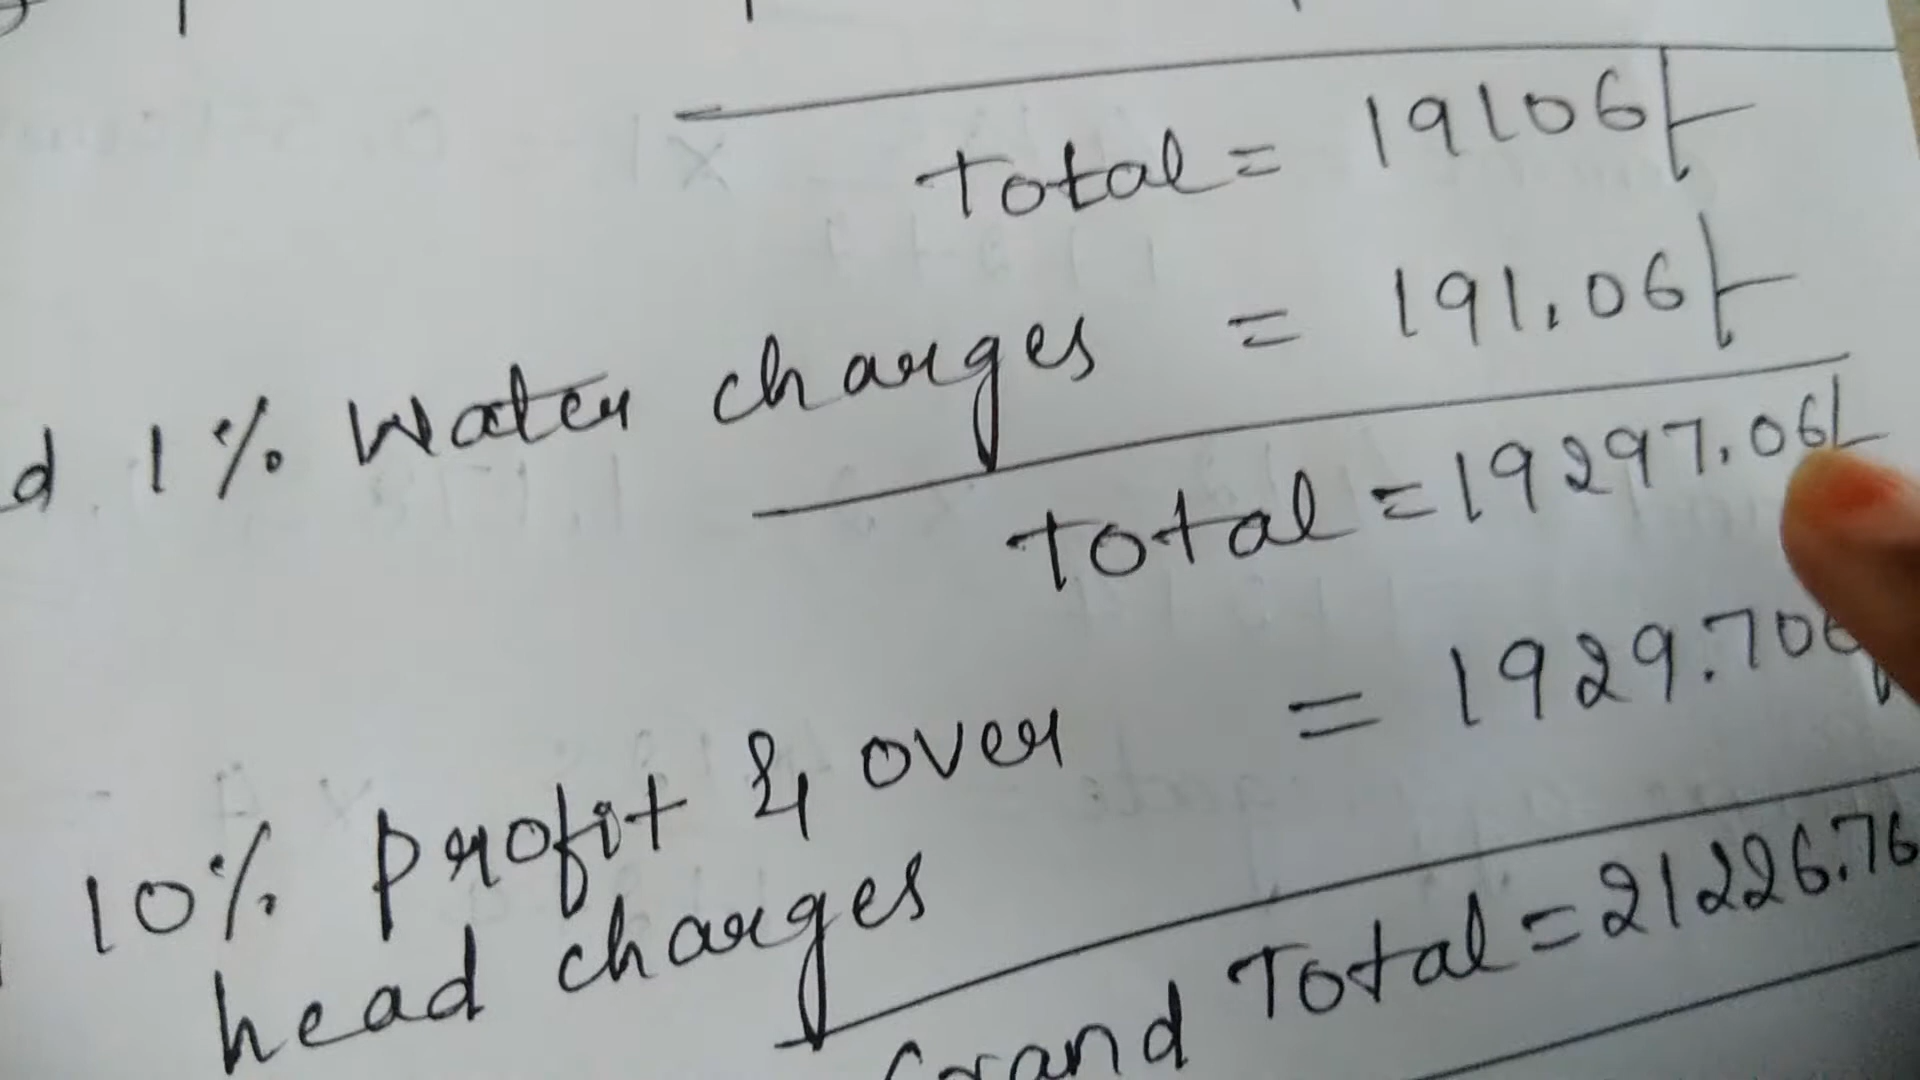 Total = 19106/-
d 1% Water charges = 191.06/-
Total = 19297.06/-
10% Profit & over = 1929.706
head charges
Grand Total = 21226.76